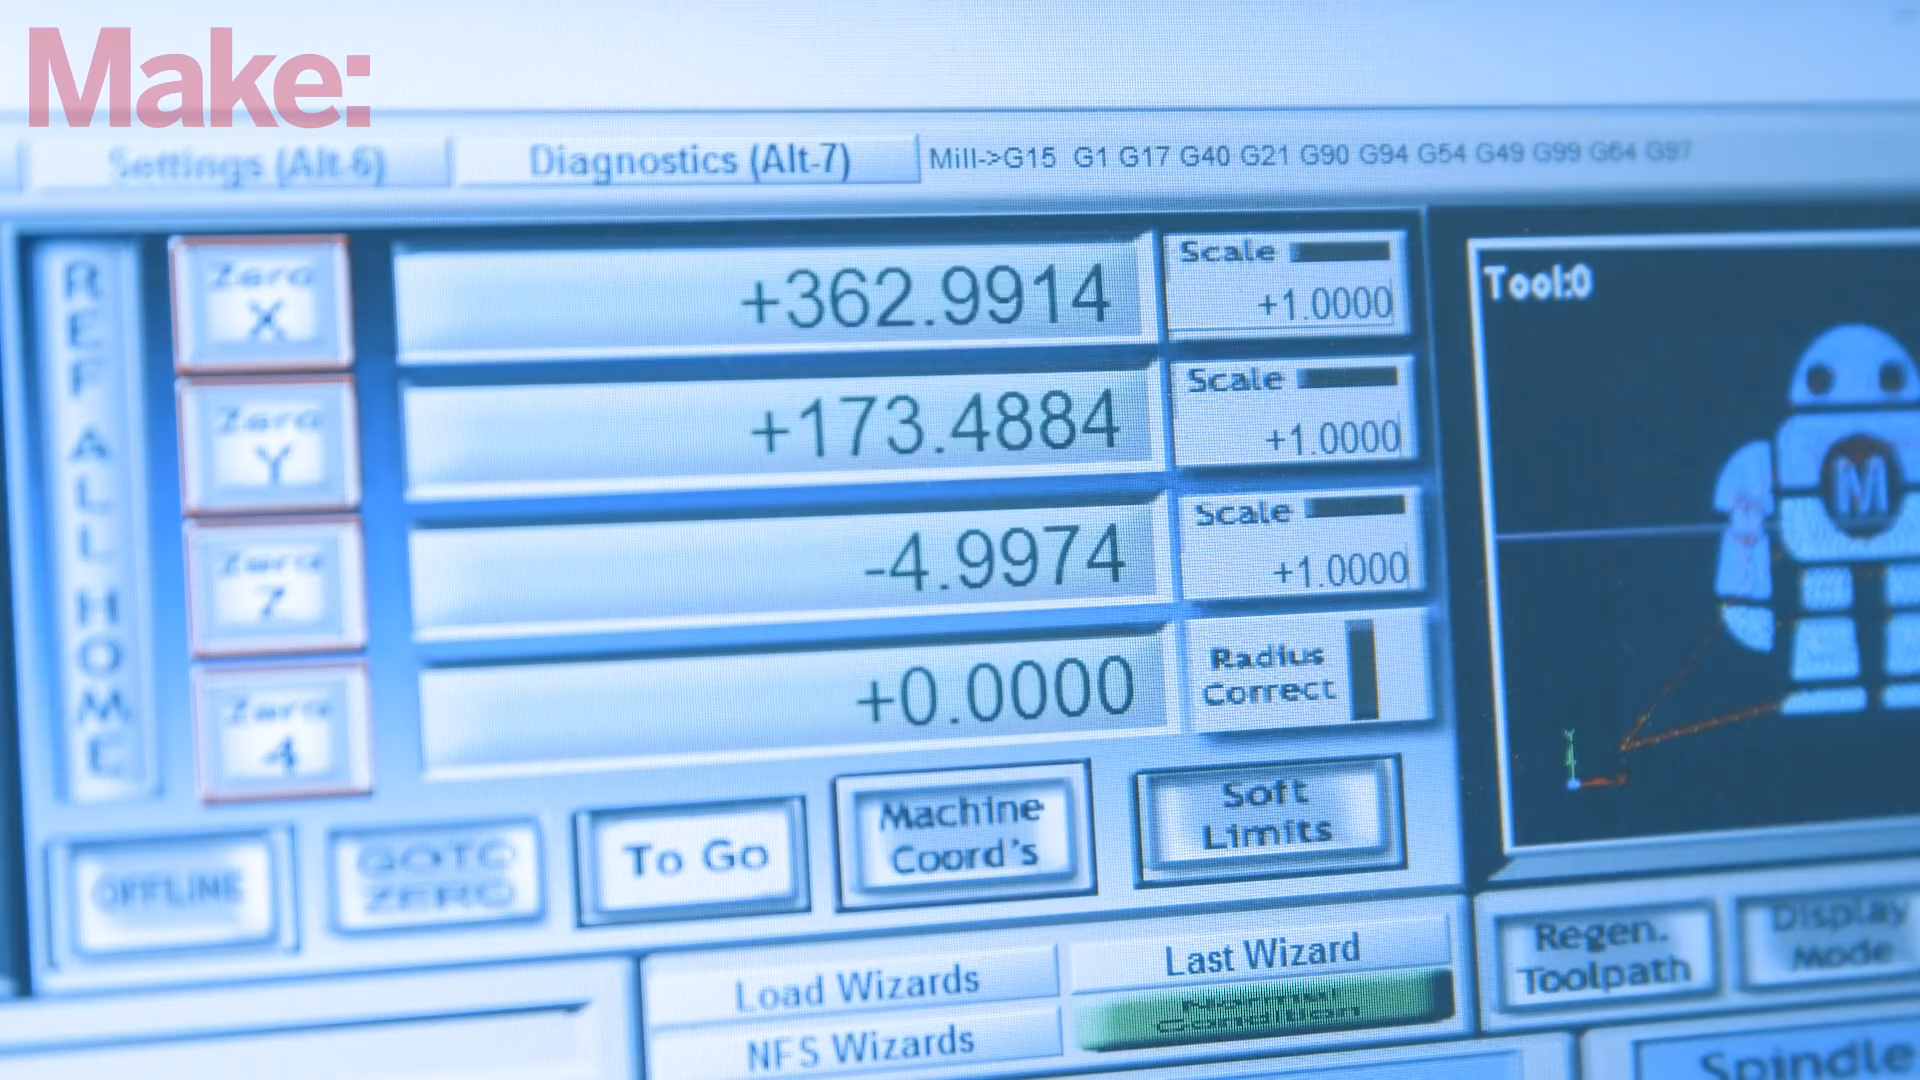 Make:
Settings (Alt-6)
Diagnostics (Alt-7)
Mill->G15 G1 G17 G40 G21 G90 G94 G54 G49 G99 G64 G97
REF ALL HOME
Zero
X
+362.9914
Scale
+1.0000
Zero
Y
+173.4884
Scale
+1.0000
Zero
Z
-4.9974
Scale
+1.0000
Zero
4
+0.0000
Radius
Correct
OFFLINE
GOTO
ZERO
To Go
Machine
Coord's
Soft
Limits
Load Wizards
Last Wizard
NFS Wizards
Normal
Condition
Tool:0
M
Y
Regen.
Toolpath
Display
Mode
Spindle